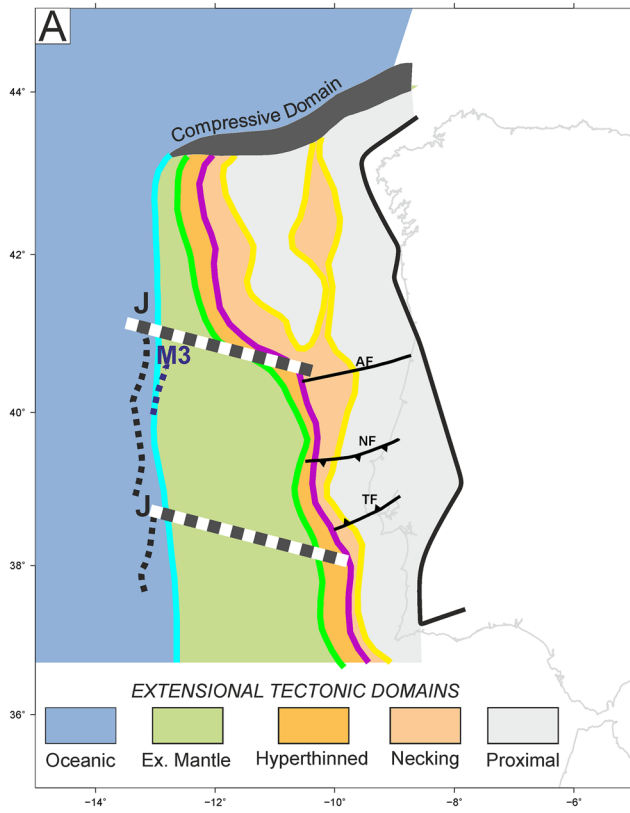 A
44°
Compressive Domain
42°
J
M3
AF
40°
NF
J
TF
38°
EXTENSIONAL TECTONIC DOMAINS
36°
Oceanic Ex. Mantle Hyperthinned Necking Proximal
−14° −12° −10° −8° −6°